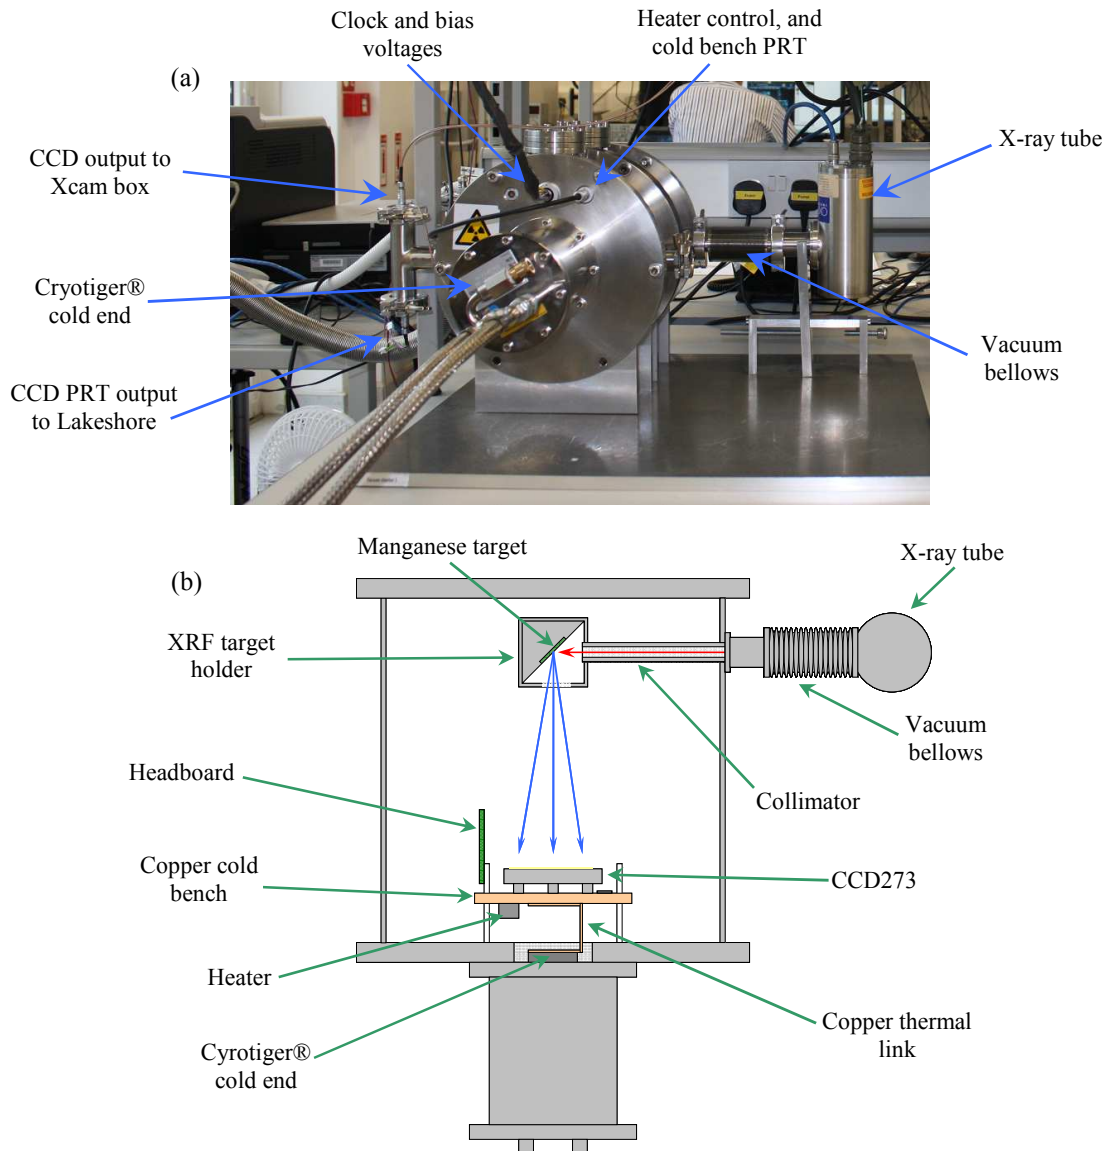 Clock and bias
voltages
Heater control, and
cold bench PRT
(a)
X-ray tube
CCD output to
Xcam box
Cryotiger®
cold end
Vacuum
bellows
CCD PRT output
to Lakeshore
Manganese target
X-ray tube
(b)
XRF target
holder
Vacuum
bellows
Headboard
Collimator
Copper cold
bench
CCD273
Heater
Copper thermal
link
Cyrotiger®
cold end